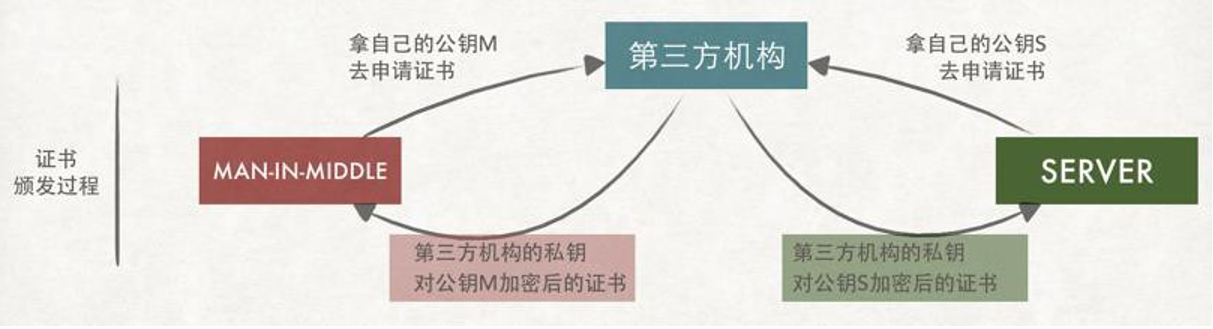 拿自己的公钥M
去申请证书
第三方机构
拿自己的公钥S
去申请证书
证书
颁发过程
MAN-IN-MIDDLE
SERVER
第三方机构的私钥
对公钥M加密后的证书
第三方机构的私钥
对公钥S加密后的证书